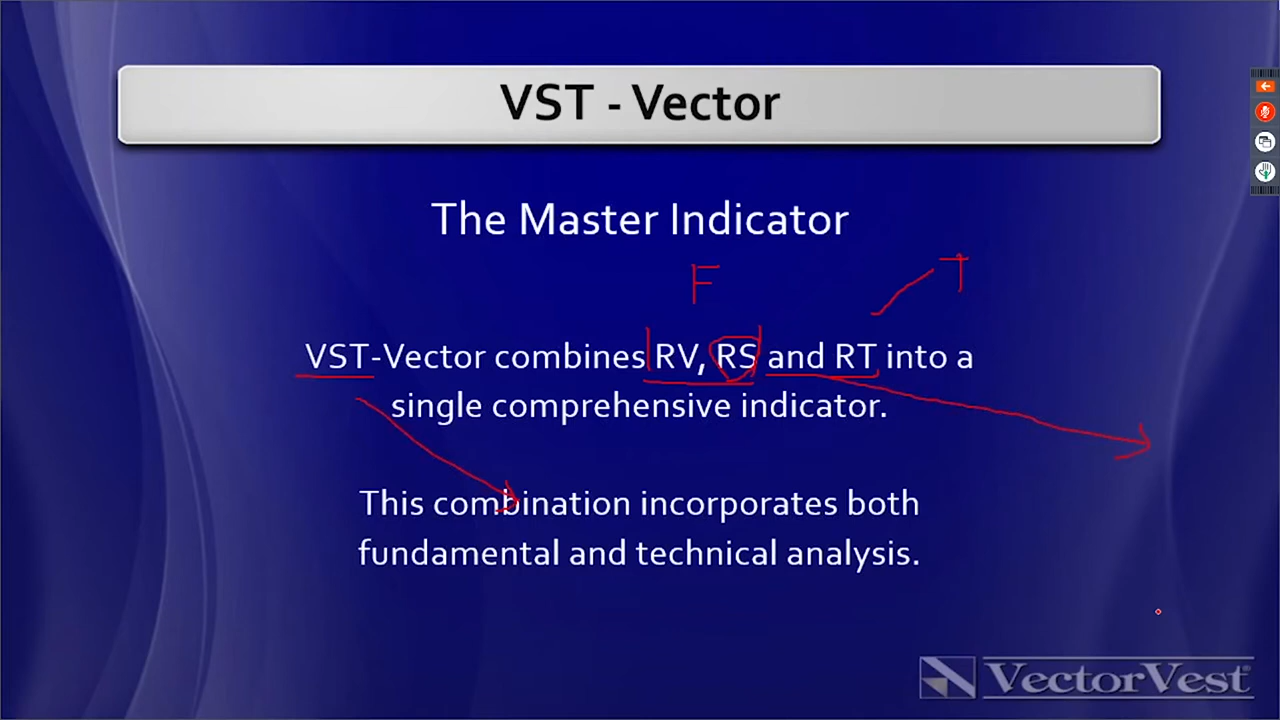 VST - Vector
The Master Indicator
F
T
VST-Vector combines RV, RS and RT into a
single comprehensive indicator.
This combination incorporates both
fundamental and technical analysis.
VectorVest®